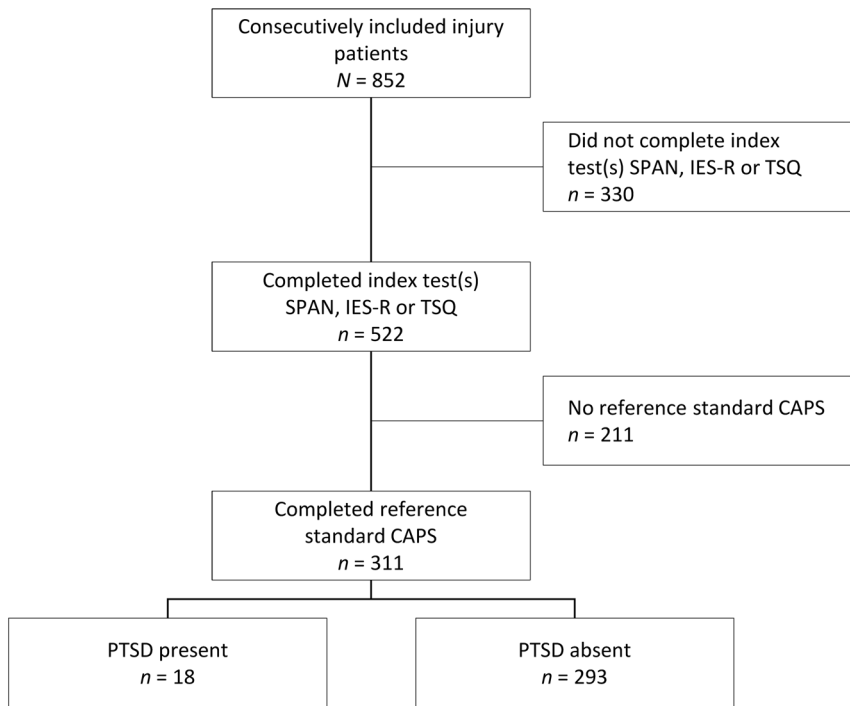 Consecutively included injury
patients
N = 852
Did not complete index
test(s) SPAN, IES-R or TSQ
n = 330
Completed index test(s)
SPAN, IES-R or TSQ
n = 522
No reference standard CAPS
n = 211
Completed reference
standard CAPS
n = 311
PTSD present
n = 18
PTSD absent
n = 293